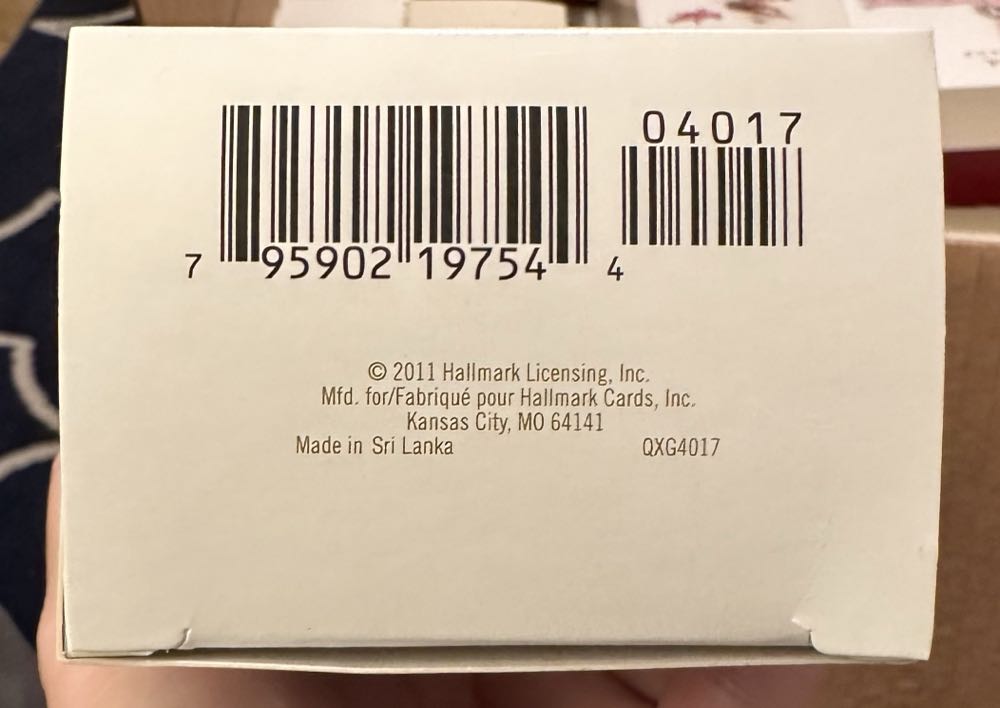 04017
7 95902 19754 4
© 2011 Hallmark Licensing, Inc.
Mfd. for/Fabriqué pour Hallmark Cards, Inc.
Kansas City, MO 64141
Made in Sri Lanka QXG4017